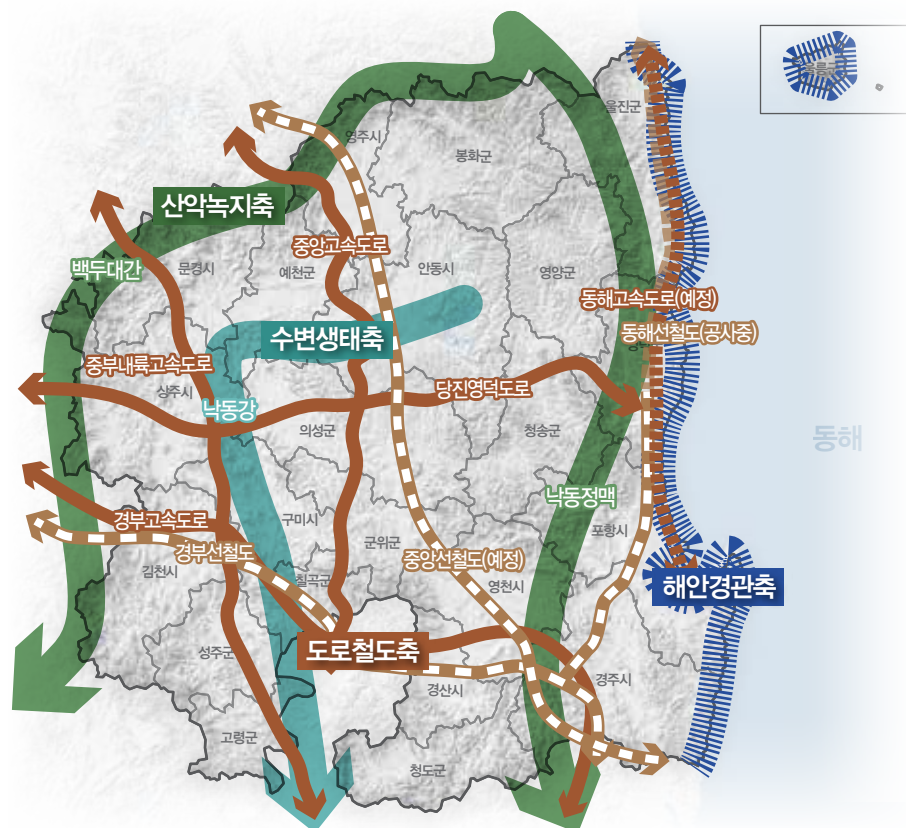 울릉군
울진군
영주시
봉화군
산악녹지축
중앙고속도로
백두대간
문경시
예천군
안동시
영양군
동해고속도로(예정)
동해선철도(공사중)
수변생태축
중부내륙고속도로
상주시
당진영덕도로
낙동강
의성군
청송군
동해
낙동정맥
경부고속도로
구미시
포항시
경부선철도
군위군
중앙선철도(예정)
김천시
칠곡군
영천시
해안경관축
성주군
도로철도축
경산시
경주시
고령군
청도군